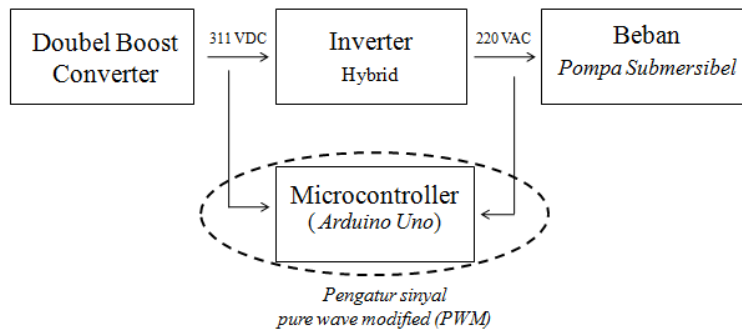 Doubel Boost
Converter
311 VDC
Inverter
Hybrid
220 VAC
Beban
Pompa Submersibel
Microcontroller
( Arduino Uno)
Pengatur sinyal
pure wave modified (PWM)